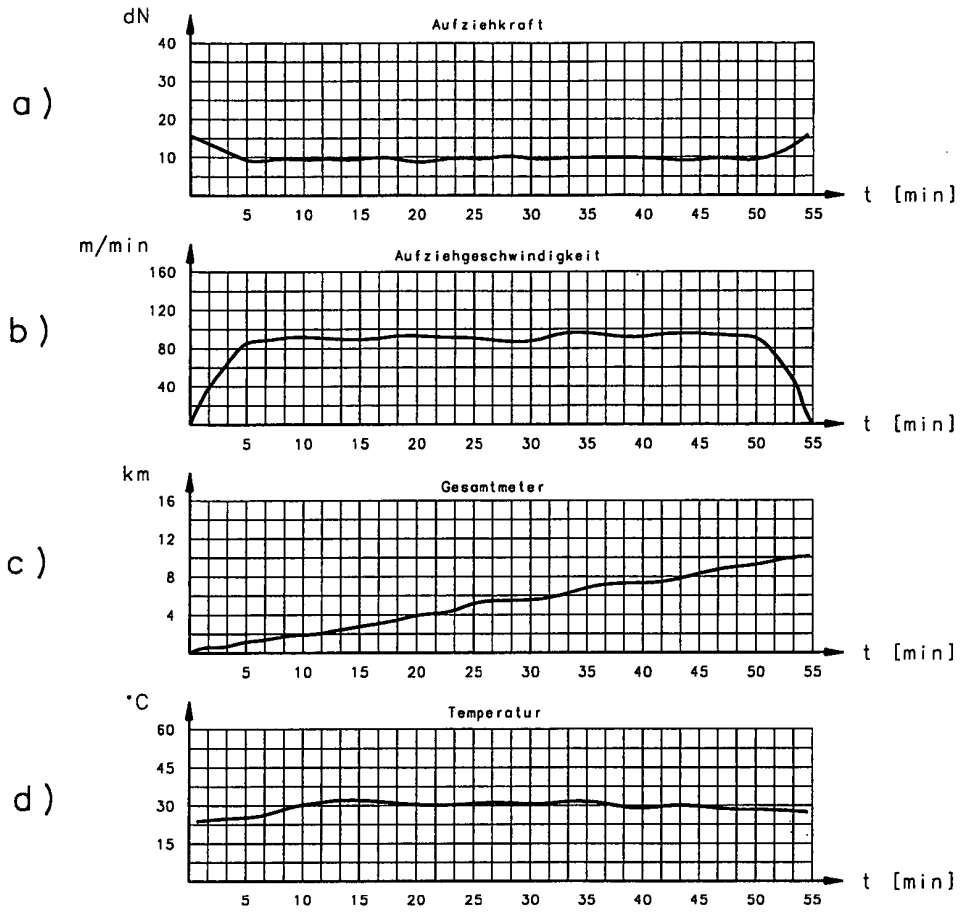 dN
Aufziehkraft
40
30
20
10
a)
t [min]
5 10 15 20 25 30 35 40 45 50 55
m/min
Aufziehgeschwindigkeit
160
120
80
40
b)
t [min]
5 10 15 20 25 30 35 40 45 50 55
km
Gesamtmeter
16
12
8
4
c)
t [min]
5 10 15 20 25 30 35 40 45 50 55
°C
Temperatur
60
45
30
15
d)
t [min]
5 10 15 20 25 30 35 40 45 50 55